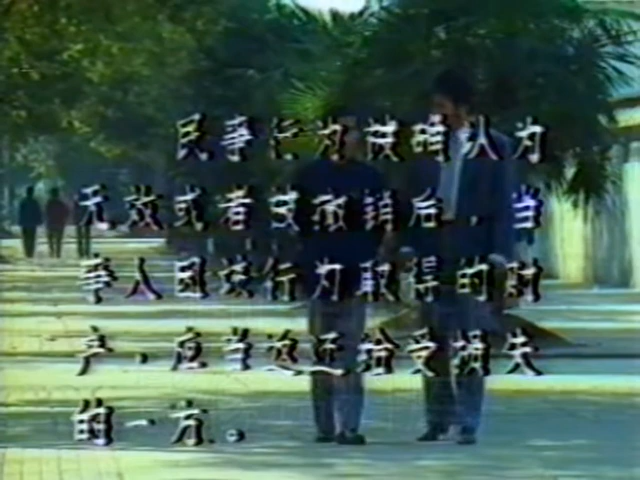 民事行为被确认为
无效或者被撤销后，当
事人因该行为取得的财
产，应当返还给受损失
的一方。